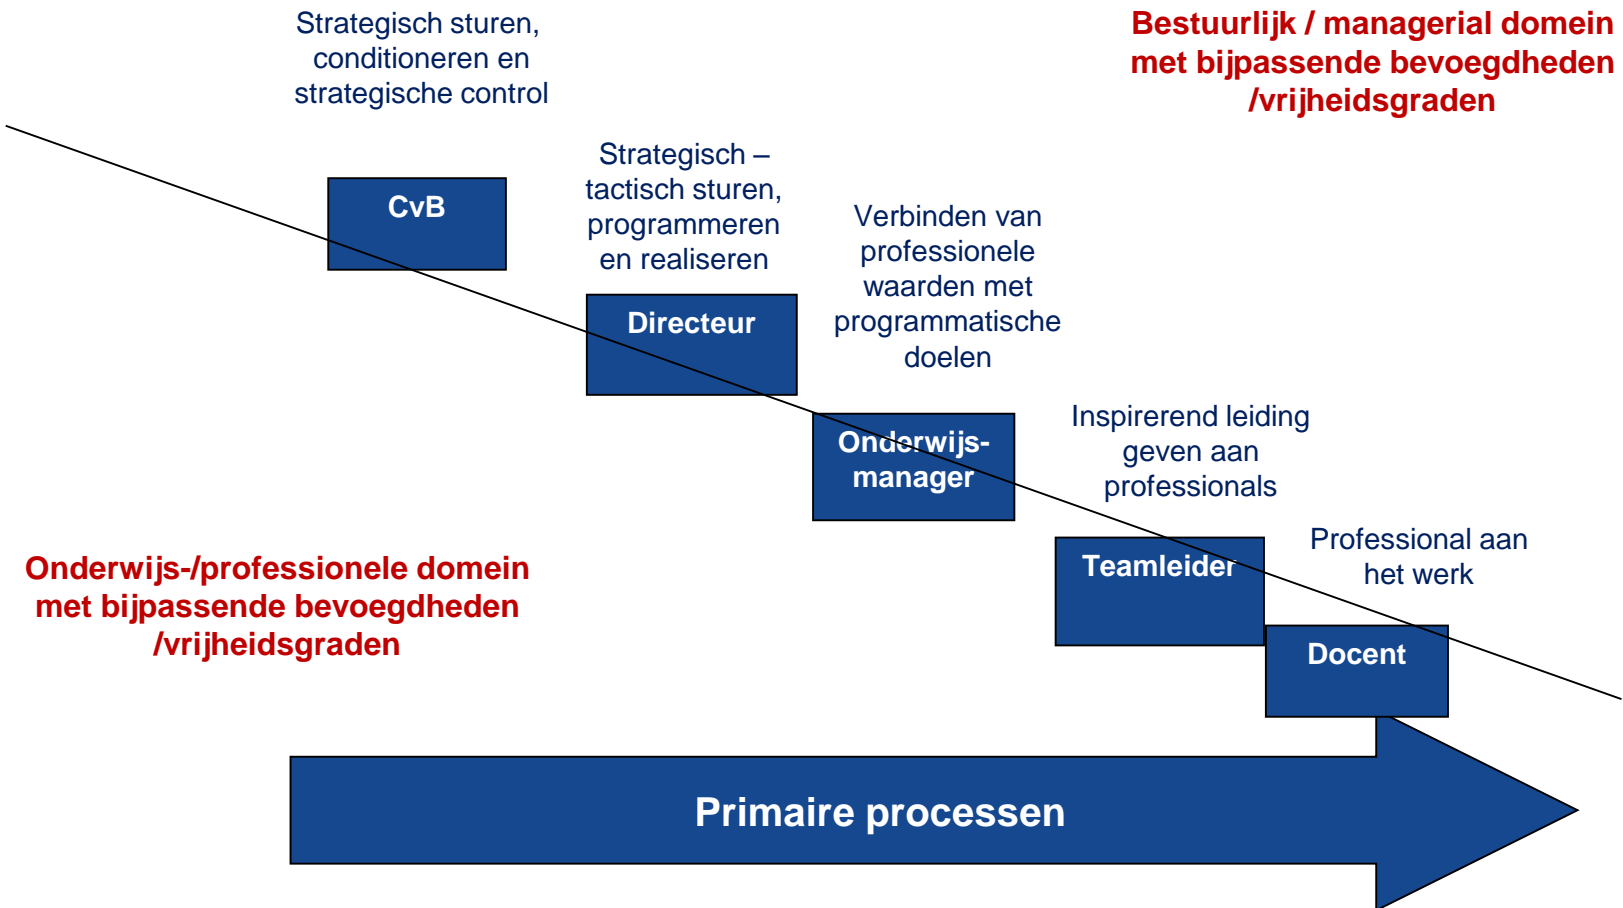 Strategisch sturen,
conditioneren en
strategische control
Bestuurlijk / managerial domein
met bijpassende bevoegdheden
/vrijheidsgraden
CvB
Strategisch –
tactisch sturen,
programmeren
en realiseren
Directeur
Verbinden van
professionele
waarden met
programmatische
doelen
Onderwijs-
manager
Inspirerend leiding
geven aan
professionals
Teamleider
Professional aan
het werk
Docent
Onderwijs-/professionele domein
met bijpassende bevoegdheden
/vrijheidsgraden
Primaire processen